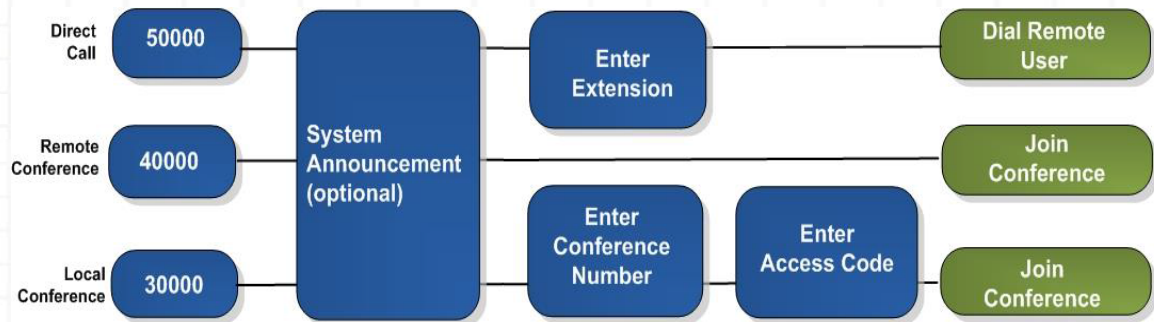 Direct
Call
50000
System
Announcement
(optional)
Enter
Extension
Dial Remote
User
Remote
Conference
40000
Join
Conference
Local
Conference
30000
Enter
Conference
Number
Enter
Access Code
Join
Conference